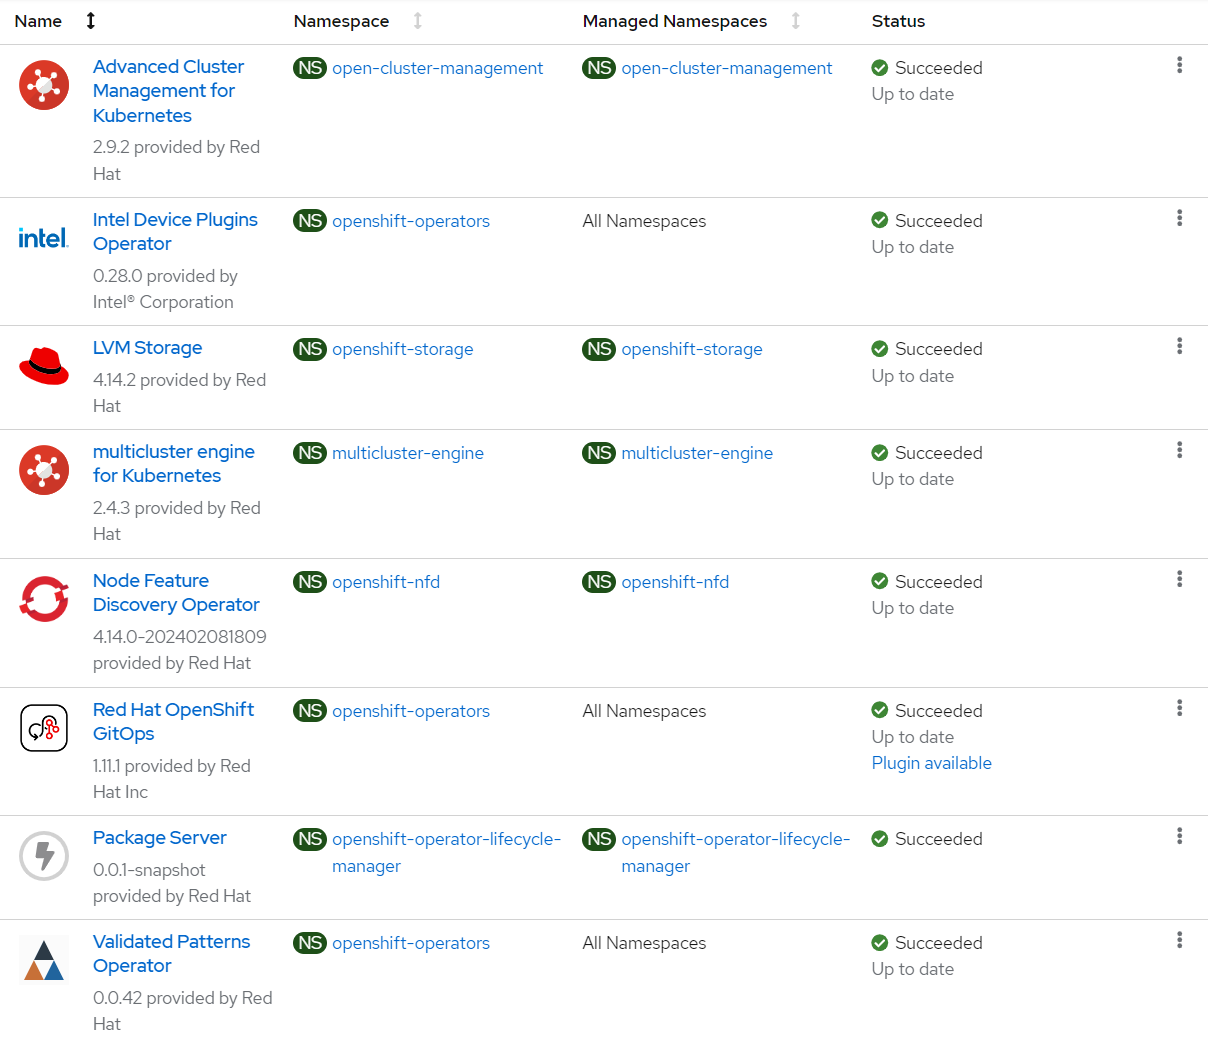 Name Namespace Managed Namespaces Status
Advanced Cluster
Management for
Kubernetes
2.9.2 provided by Red
Hat
NS open-cluster-management
NS open-cluster-management
Succeeded
Up to date
intel.
Intel Device Plugins
Operator
0.28.0 provided by
Intel® Corporation
NS openshift-operators
All Namespaces
Succeeded
Up to date
LVM Storage
4.14.2 provided by Red
Hat
NS openshift-storage
NS openshift-storage
Succeeded
Up to date
multicluster engine
for Kubernetes
2.4.3 provided by Red
Hat
NS multicluster-engine
NS multicluster-engine
Succeeded
Up to date
Node Feature
Discovery Operator
4.14.0-202402081809
provided by Red Hat
NS openshift-nfd
NS openshift-nfd
Succeeded
Up to date
Red Hat OpenShift
GitOps
1.11.1 provided by Red
Hat Inc
NS openshift-operators
All Namespaces
Succeeded
Up to date
Plugin available
Package Server
0.0.1-snapshot
provided by Red Hat
NS openshift-operator-lifecycle-
manager
NS openshift-operator-lifecycle-
manager
Succeeded
Validated Patterns
Operator
0.0.42 provided by Red
Hat
NS openshift-operators
All Namespaces
Succeeded
Up to date